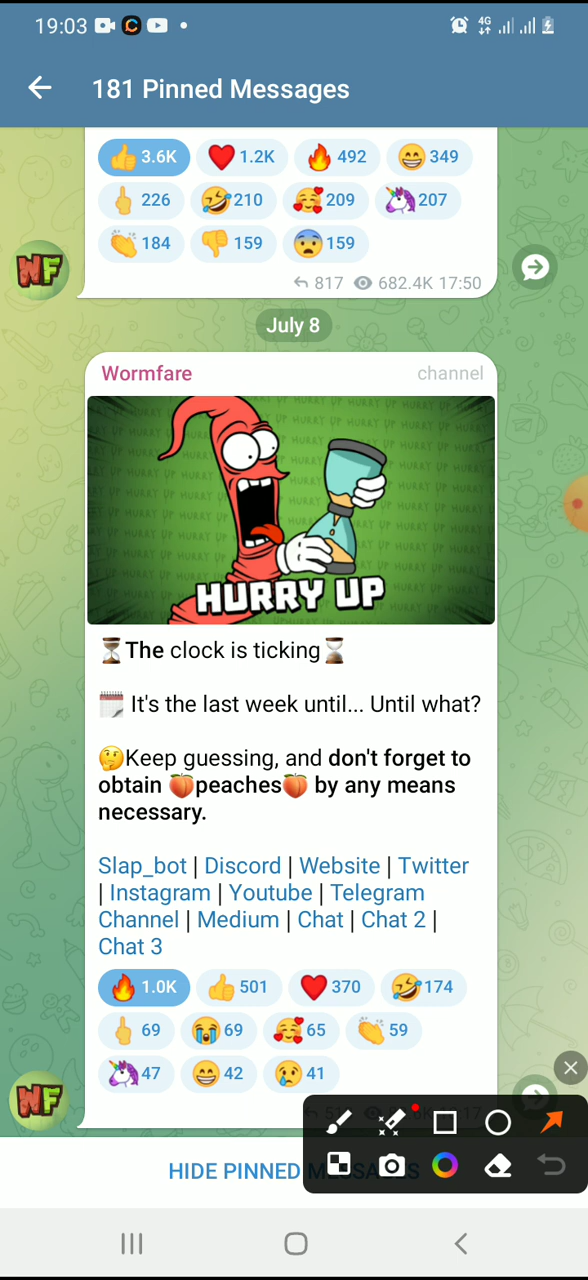 19:03
4G
181 Pinned Messages
👍 3.6K ❤️ 1.2K 🔥 492 😁 349
🖕 226 🤣 210 🥰 209 🦄 207
👏 184 👎 159 😨 159
817 682.4K 17:50
WF
July 8
Wormfare channel
HURRY UP
⏳The clock is ticking⌛
🗓 It's the last week until... Until what?
🤔Keep guessing, and don't forget to
obtain 🍑peaches🍑 by any means
necessary.
Slap_bot | Discord | Website | Twitter
| Instagram | Youtube | Telegram
Channel | Medium | Chat | Chat 2 |
Chat 3
🔥 1.0K 👍 501 ❤️ 370 🤣 174
🖕 69 😭 69 🥰 65 👏 59
🦄 47 😁 42 😢 41
WF
HIDE PINNED MESSAGES